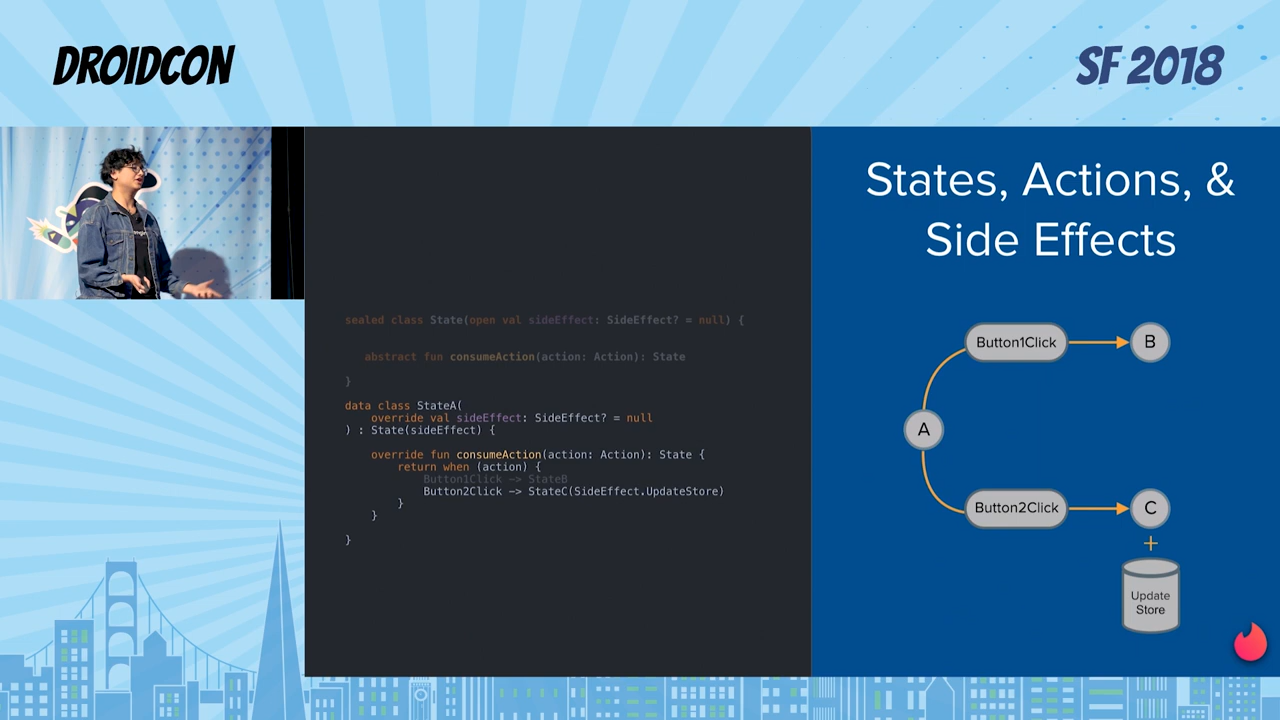 DROIDCON
SF 2018
sealed class State(open val sideEffect: SideEffect? = null) {
abstract fun consumeAction(action: Action): State
}
data class StateA(
override val sideEffect: SideEffect? = null
) : State(sideEffect) {
override fun consumeAction(action: Action): State {
return when (action) {
Button1Click -> StateB
Button2Click -> StateC(SideEffect.UpdateStore)
}
}
}
States, Actions, &
Side Effects
Button1Click
B
A
Button2Click
C
+
Update
Store